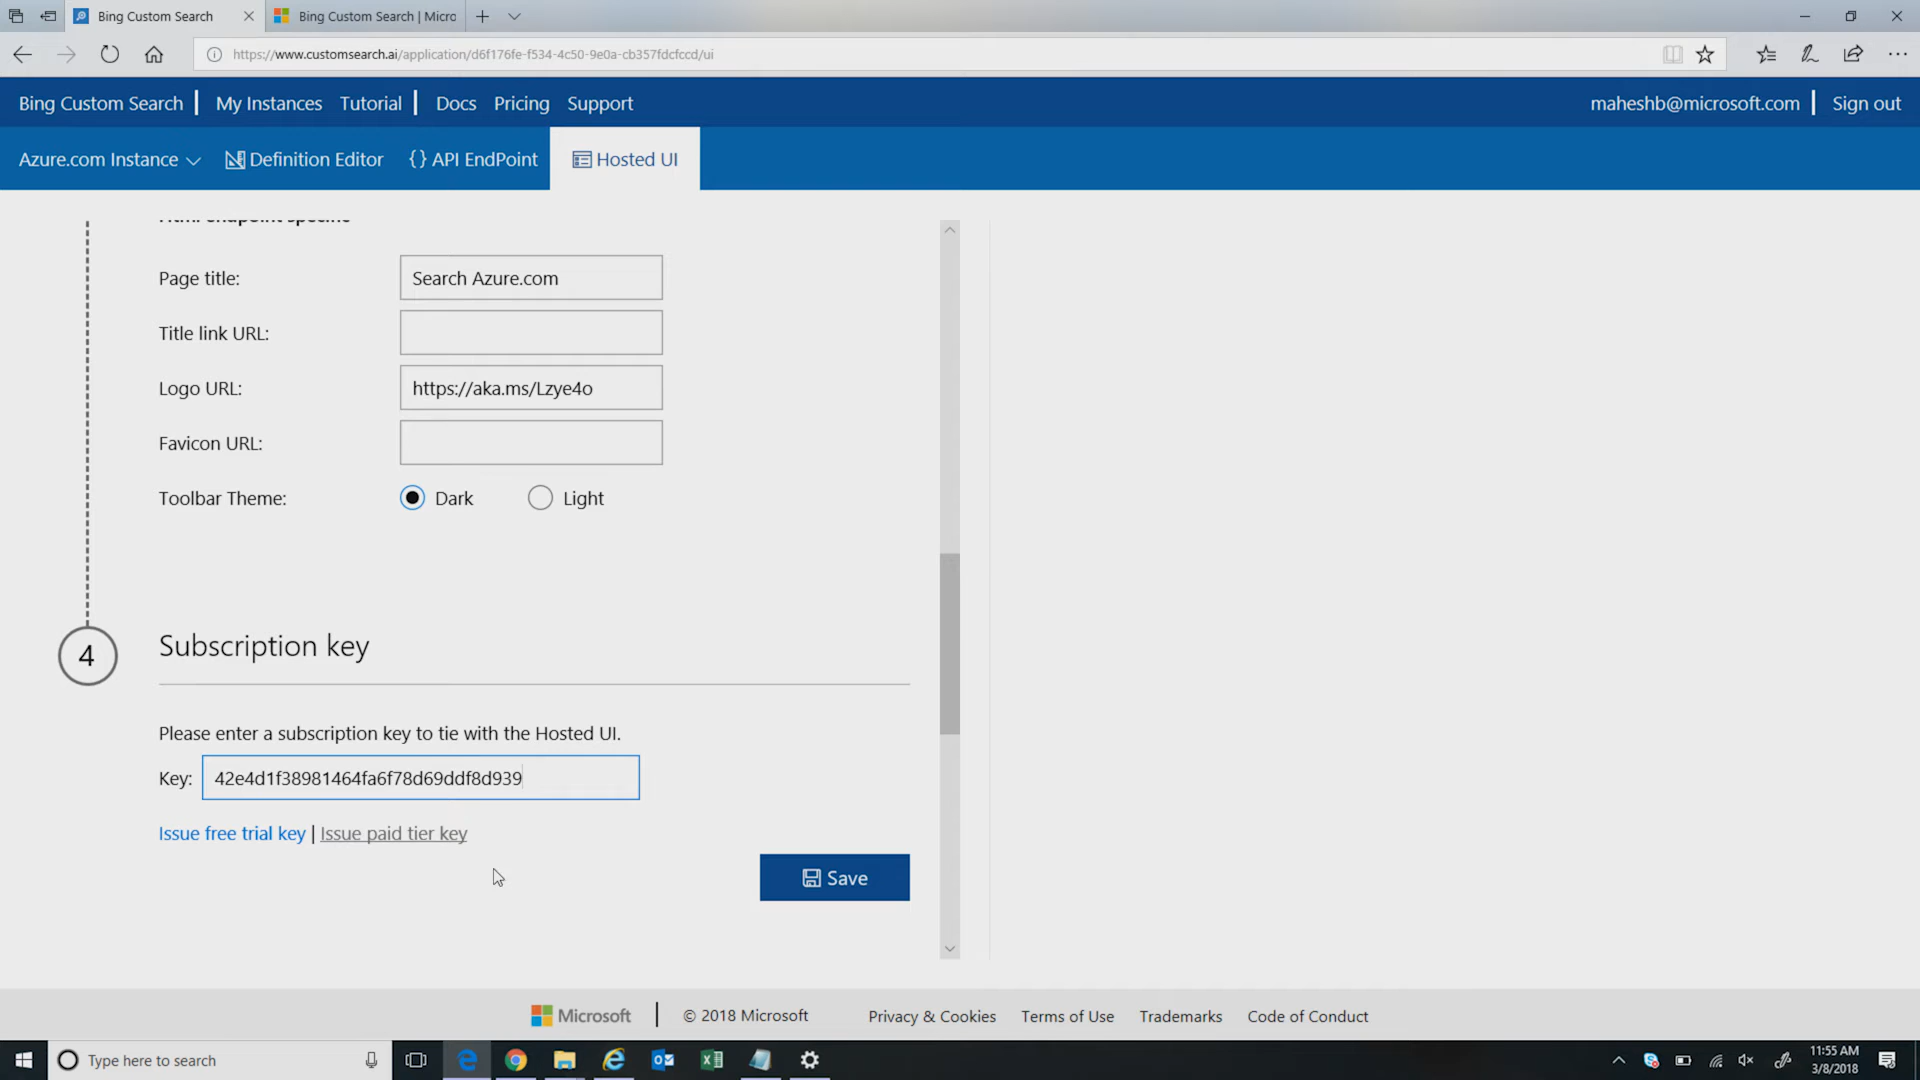 Bing Custom Search
Bing Custom Search | Micro
https://www.customsearch.ai/application/d6f176fe-f534-4c50-9e0a-cb357fdcfccd/ui
Bing Custom Search | My Instances Tutorial | Docs Pricing Support
maheshb@microsoft.com | Sign out
Azure.com Instance Definition Editor {} API EndPoint Hosted UI
Html endpoint specific
Page title: Search Azure.com
Title link URL:
Logo URL: https://aka.ms/Lzye4o
Favicon URL:
Toolbar Theme: Dark Light
4 Subscription key
Please enter a subscription key to tie with the Hosted UI.
Key: 42e4d1f38981464fa6f78d69ddf8d939
Issue free trial key | Issue paid tier key
Save
Microsoft | © 2018 Microsoft Privacy & Cookies Terms of Use Trademarks Code of Conduct
Type here to search
11:55 AM
3/8/2018